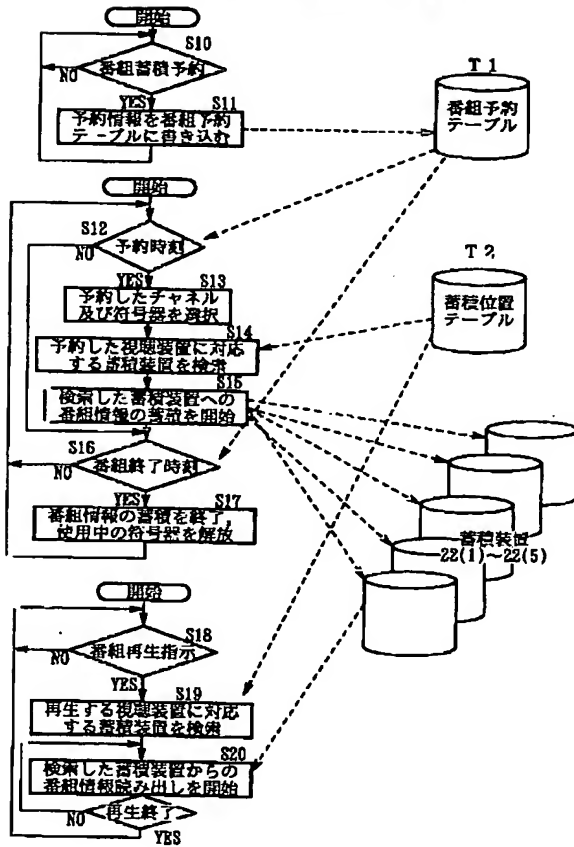 開始
S10
番組蓄積予約
NO
YES
S11
予約情報を番組予約
テーブルに書き込む
T1
番組予約
テーブル
開始
S12
予約時刻
NO
YES
S13
予約したチャネル
及び符号器を選択
S14
予約した視聴装置に対応
する蓄積装置を検索
S15
検索した蓄積装置への
番組情報の蓄積を開始
T2
蓄積位置
テーブル
S16
番組終了時刻
NO
YES
S17
番組情報の蓄積を終了,
使用中の符号器を解放
蓄積装置
22(1)～22(5)
開始
S18
番組再生指示
NO
YES
S19
再生する視聴装置に対応
する蓄積装置を検索
S20
検索した蓄積装置からの
番組情報読み出しを開始
再生終了
NO
YES